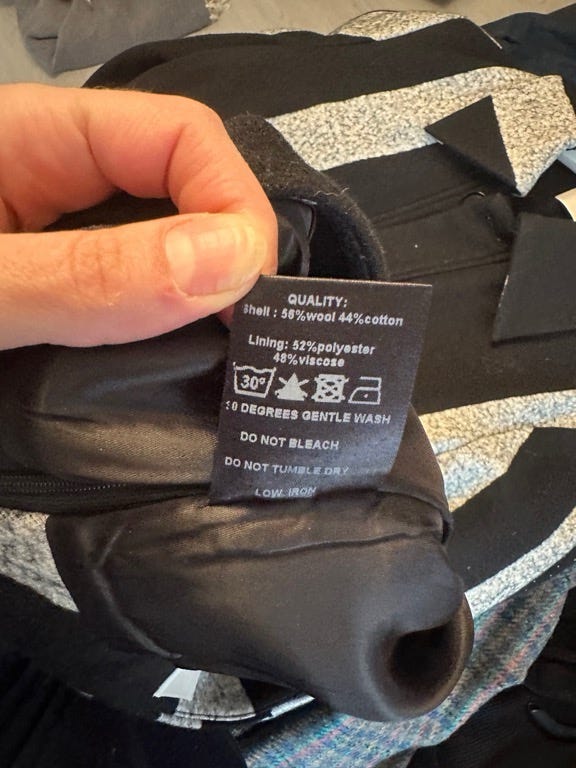 QUALITY:
Shell : 56%wool 44%cotton
Lining: 52%polyester
48%viscose
30°
30 DEGREES GENTLE WASH
DO NOT BLEACH
DO NOT TUMBLE DRY
LOW IRON